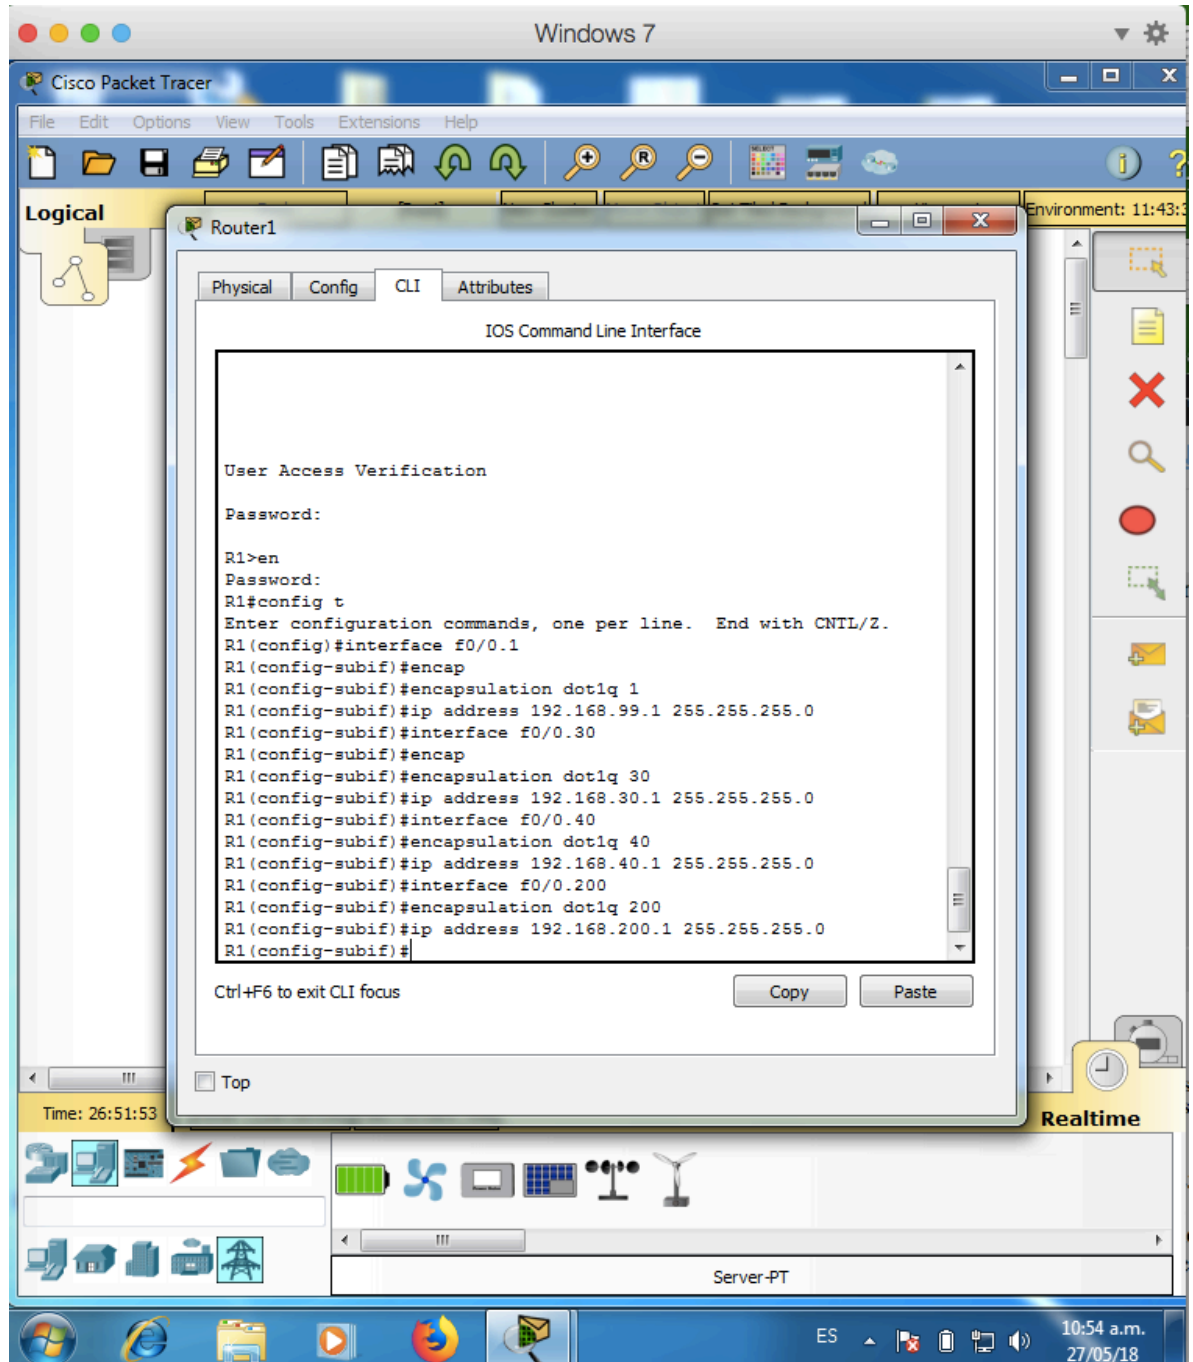 Windows 7
Cisco Packet Tracer
File Edit Options View Tools Extensions Help
Logical
Environment: 11:43:3
Router1
Physical Config CLI Attributes
IOS Command Line Interface
User Access Verification
Password:
R1>en
Password:
R1#config t
Enter configuration commands, one per line.  End with CNTL/Z.
R1(config)#interface f0/0.1
R1(config-subif)#encap
R1(config-subif)#encapsulation dot1q 1
R1(config-subif)#ip address 192.168.99.1 255.255.255.0
R1(config-subif)#interface f0/0.30
R1(config-subif)#encap
R1(config-subif)#encapsulation dot1q 30
R1(config-subif)#ip address 192.168.30.1 255.255.255.0
R1(config-subif)#interface f0/0.40
R1(config-subif)#encapsulation dot1q 40
R1(config-subif)#ip address 192.168.40.1 255.255.255.0
R1(config-subif)#interface f0/0.200
R1(config-subif)#encapsulation dot1q 200
R1(config-subif)#ip address 192.168.200.1 255.255.255.0
R1(config-subif)#
Ctrl+F6 to exit CLI focus
Copy Paste
Top
Time: 26:51:53
Realtime
Server-PT
ES
10:54 a.m.
27/05/18